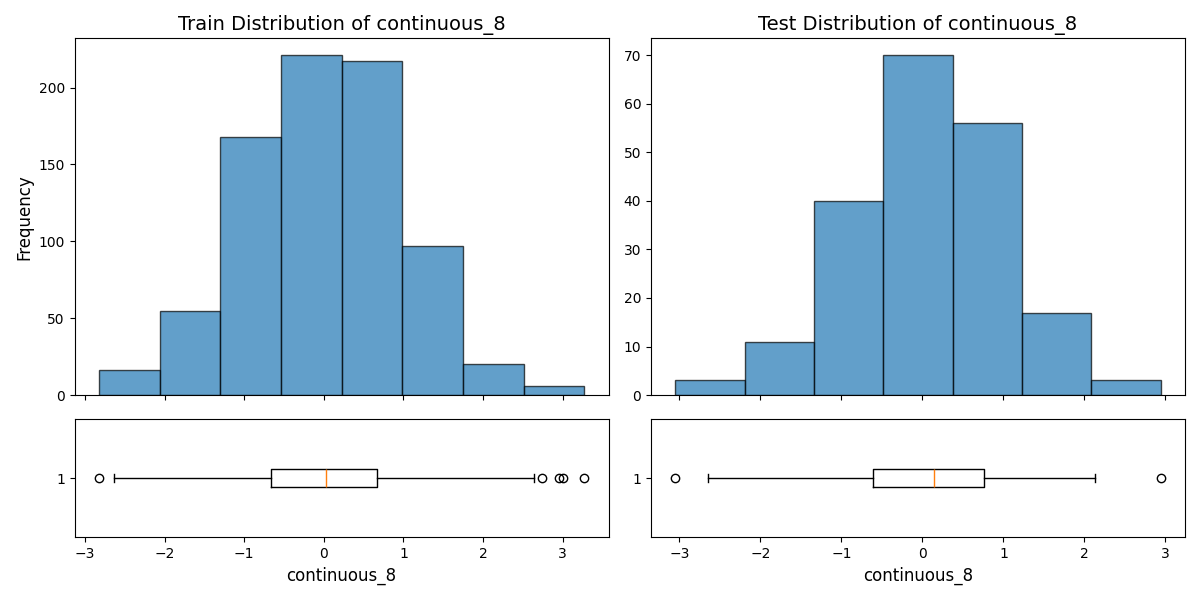 Train Distribution of continuous_8
Test Distribution of continuous_8
Frequency
200
150
100
50
0
70
60
50
40
30
20
10
0
1
1
−3 −2 −1 0 1 2 3
−3 −2 −1 0 1 2 3
continuous_8
continuous_8